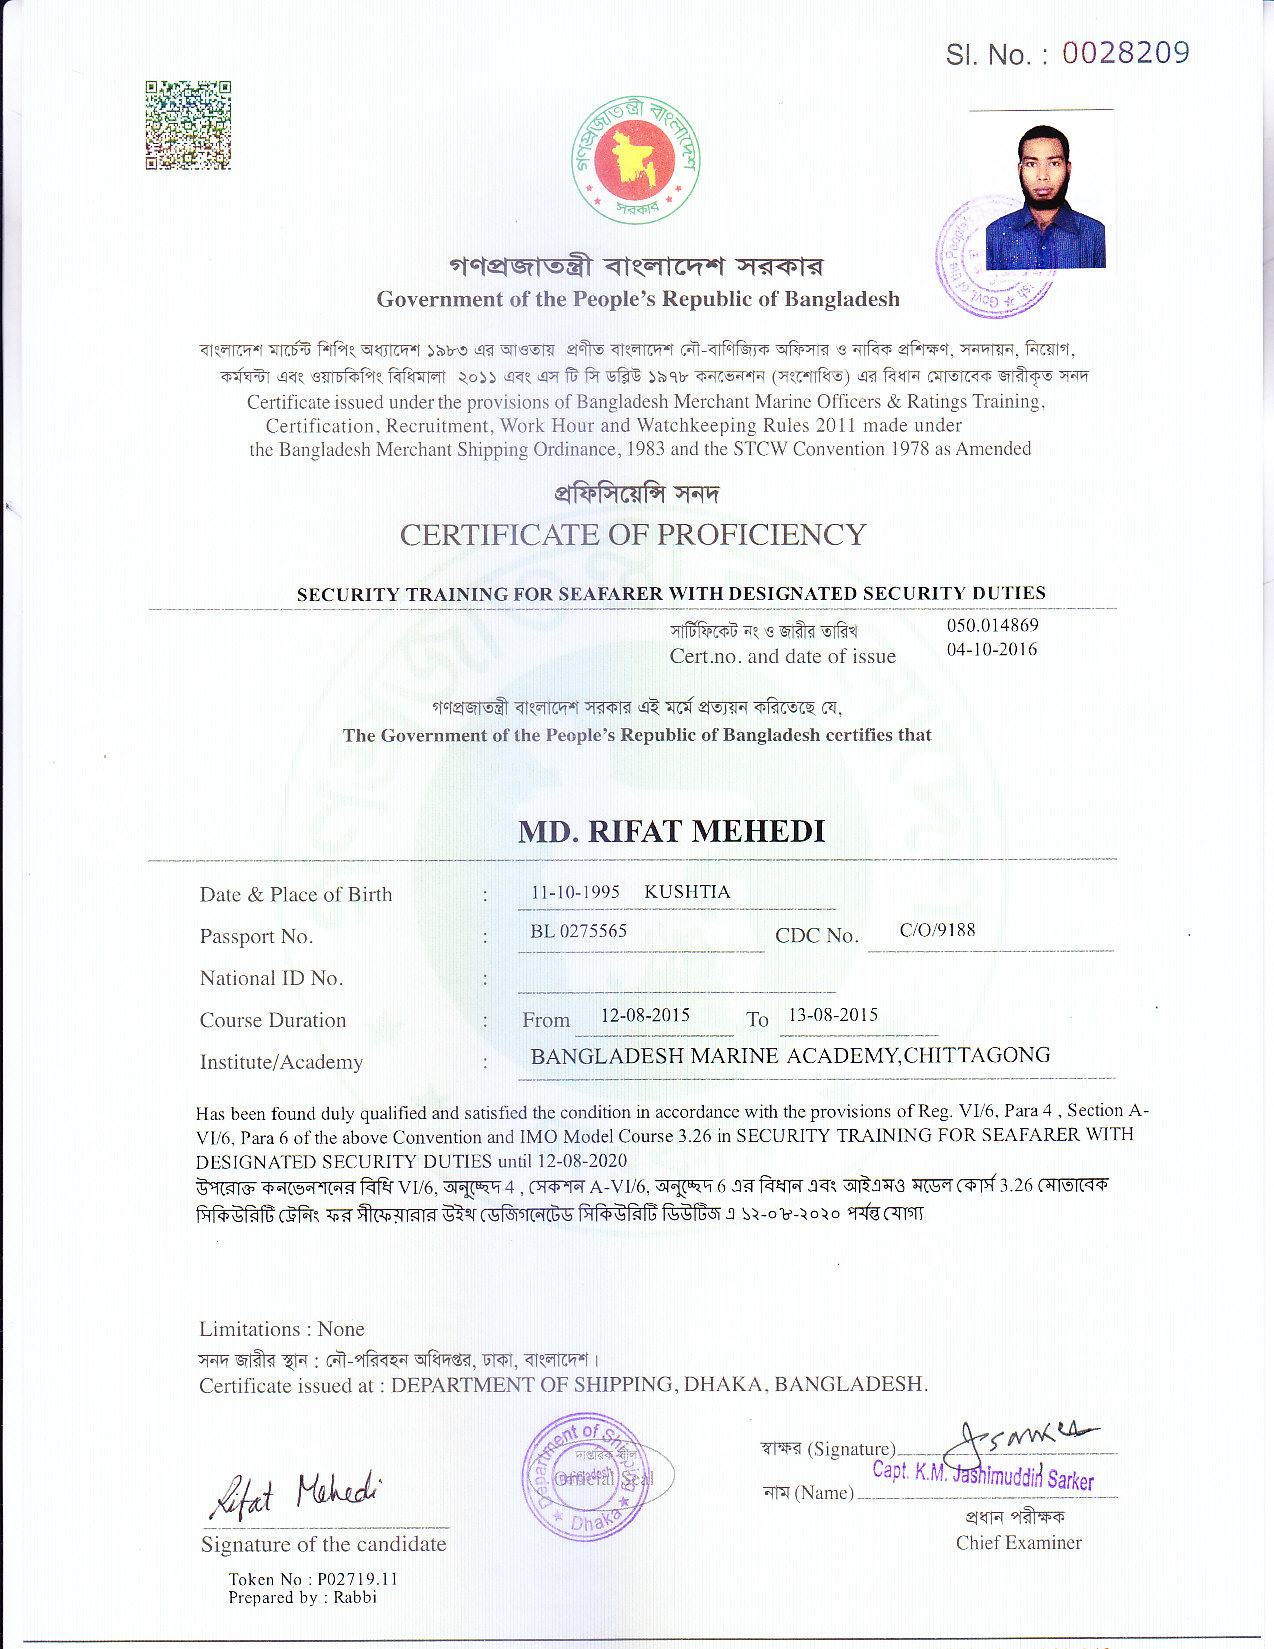 Sl. No. : 0028209
গণপ্রজাতন্ত্রী বাংলাদেশ
সরকার
গণপ্রজাতন্ত্রী বাংলাদেশ সরকার
Government of the People's Republic of Bangladesh
বাংলাদেশ মার্চেন্ট শিপিং অধ্যাদেশ ১৯৮৩ এর আওতায় প্রণীত বাংলাদেশ নৌ-বাণিজ্যিক অফিসার ও নাবিক প্রশিক্ষণ, সনদায়ন, নিয়োগ,
কর্মঘন্টা এবং ওয়াচকিপিং বিধিমালা ২০১১ এবং এস টি সি ডব্লিউ ১৯৭৮ কনভেনশন (সংশোধিত) এর বিধান মোতাবেক জারীকৃত সনদ
Certificate issued under the provisions of Bangladesh Merchant Marine Officers & Ratings Training,
Certification, Recruitment, Work Hour and Watchkeeping Rules 2011 made under
the Bangladesh Merchant Shipping Ordinance, 1983 and the STCW Convention 1978 as Amended
প্রফিসিয়েন্সি সনদ
CERTIFICATE OF PROFICIENCY
SECURITY TRAINING FOR SEAFARER WITH DESIGNATED SECURITY DUTIES
সার্টিফিকেট নং ও জারীর তারিখ 050.014869
Cert.no. and date of issue 04-10-2016
গণপ্রজাতন্ত্রী বাংলাদেশ সরকার এই মর্মে প্রত্যয়ন করিতেছে যে,
The Government of the People's Republic of Bangladesh certifies that
MD. RIFAT MEHEDI
Date & Place of Birth : 11-10-1995 KUSHTIA
Passport No. : BL 0275565 CDC No. C/O/9188
National ID No. :
Course Duration : From 12-08-2015 To 13-08-2015
Institute/Academy : BANGLADESH MARINE ACADEMY,CHITTAGONG
Has been found duly qualified and satisfied the condition in accordance with the provisions of Reg. VI/6, Para 4 , Section A-
VI/6, Para 6 of the above Convention and IMO Model Course 3.26 in SECURITY TRAINING FOR SEAFARER WITH
DESIGNATED SECURITY DUTIES until 12-08-2020
উপরোক্ত কনভেনশনের বিধি VI/6, অনুচ্ছেদ 4 , সেকশন A-VI/6, অনুচ্ছেদ 6 এর বিধান এবং আইএমও মডেল কোর্স 3.26 মোতাবেক
সিকিউরিটি ট্রেনিং ফর সীফেয়ারার উইথ ডেজিগনেটেড সিকিউরিটি ডিউটিজ এ ১২-০৮-২০২০ পর্যন্ত যোগ্য
Limitations : None
সনদ জারীর স্থান : নৌ-পরিবহন অধিদপ্তর, ঢাকা, বাংলাদেশ।
Certificate issued at : DEPARTMENT OF SHIPPING, DHAKA, BANGLADESH.
Department of Shipping
দাপ্তরিক সীল
Official Seal
Bangladesh
Dhaka
স্বাক্ষর (Signature)
Capt. K.M. Jashimuddin Sarker
নাম (Name)
প্রধান পরীক্ষক
Chief Examiner
Rifat Mehedi
Signature of the candidate
Token No : P02719.11
Prepared by : Rabbi